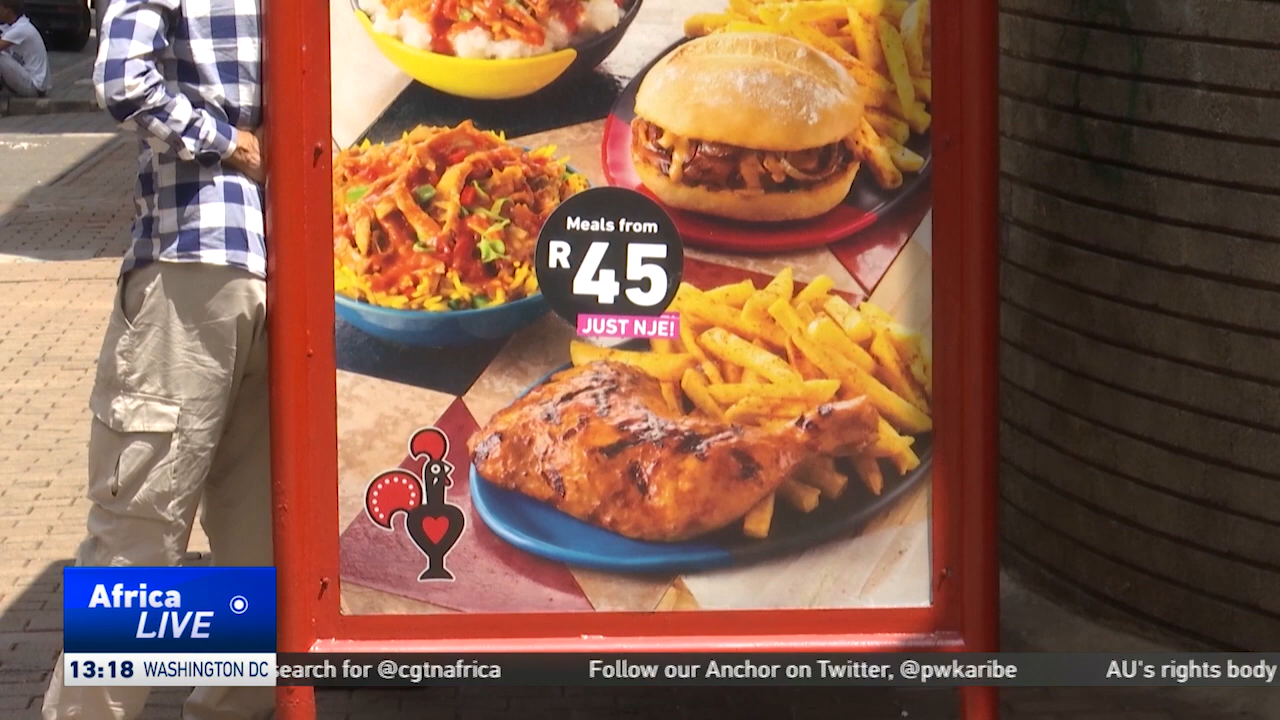 Meals from
R45
JUST NJE!
Africa
LIVE
13:18 WASHINGTON DC
search for @cgtnafrica Follow our Anchor on Twitter, @pwkaribe AU's rights body